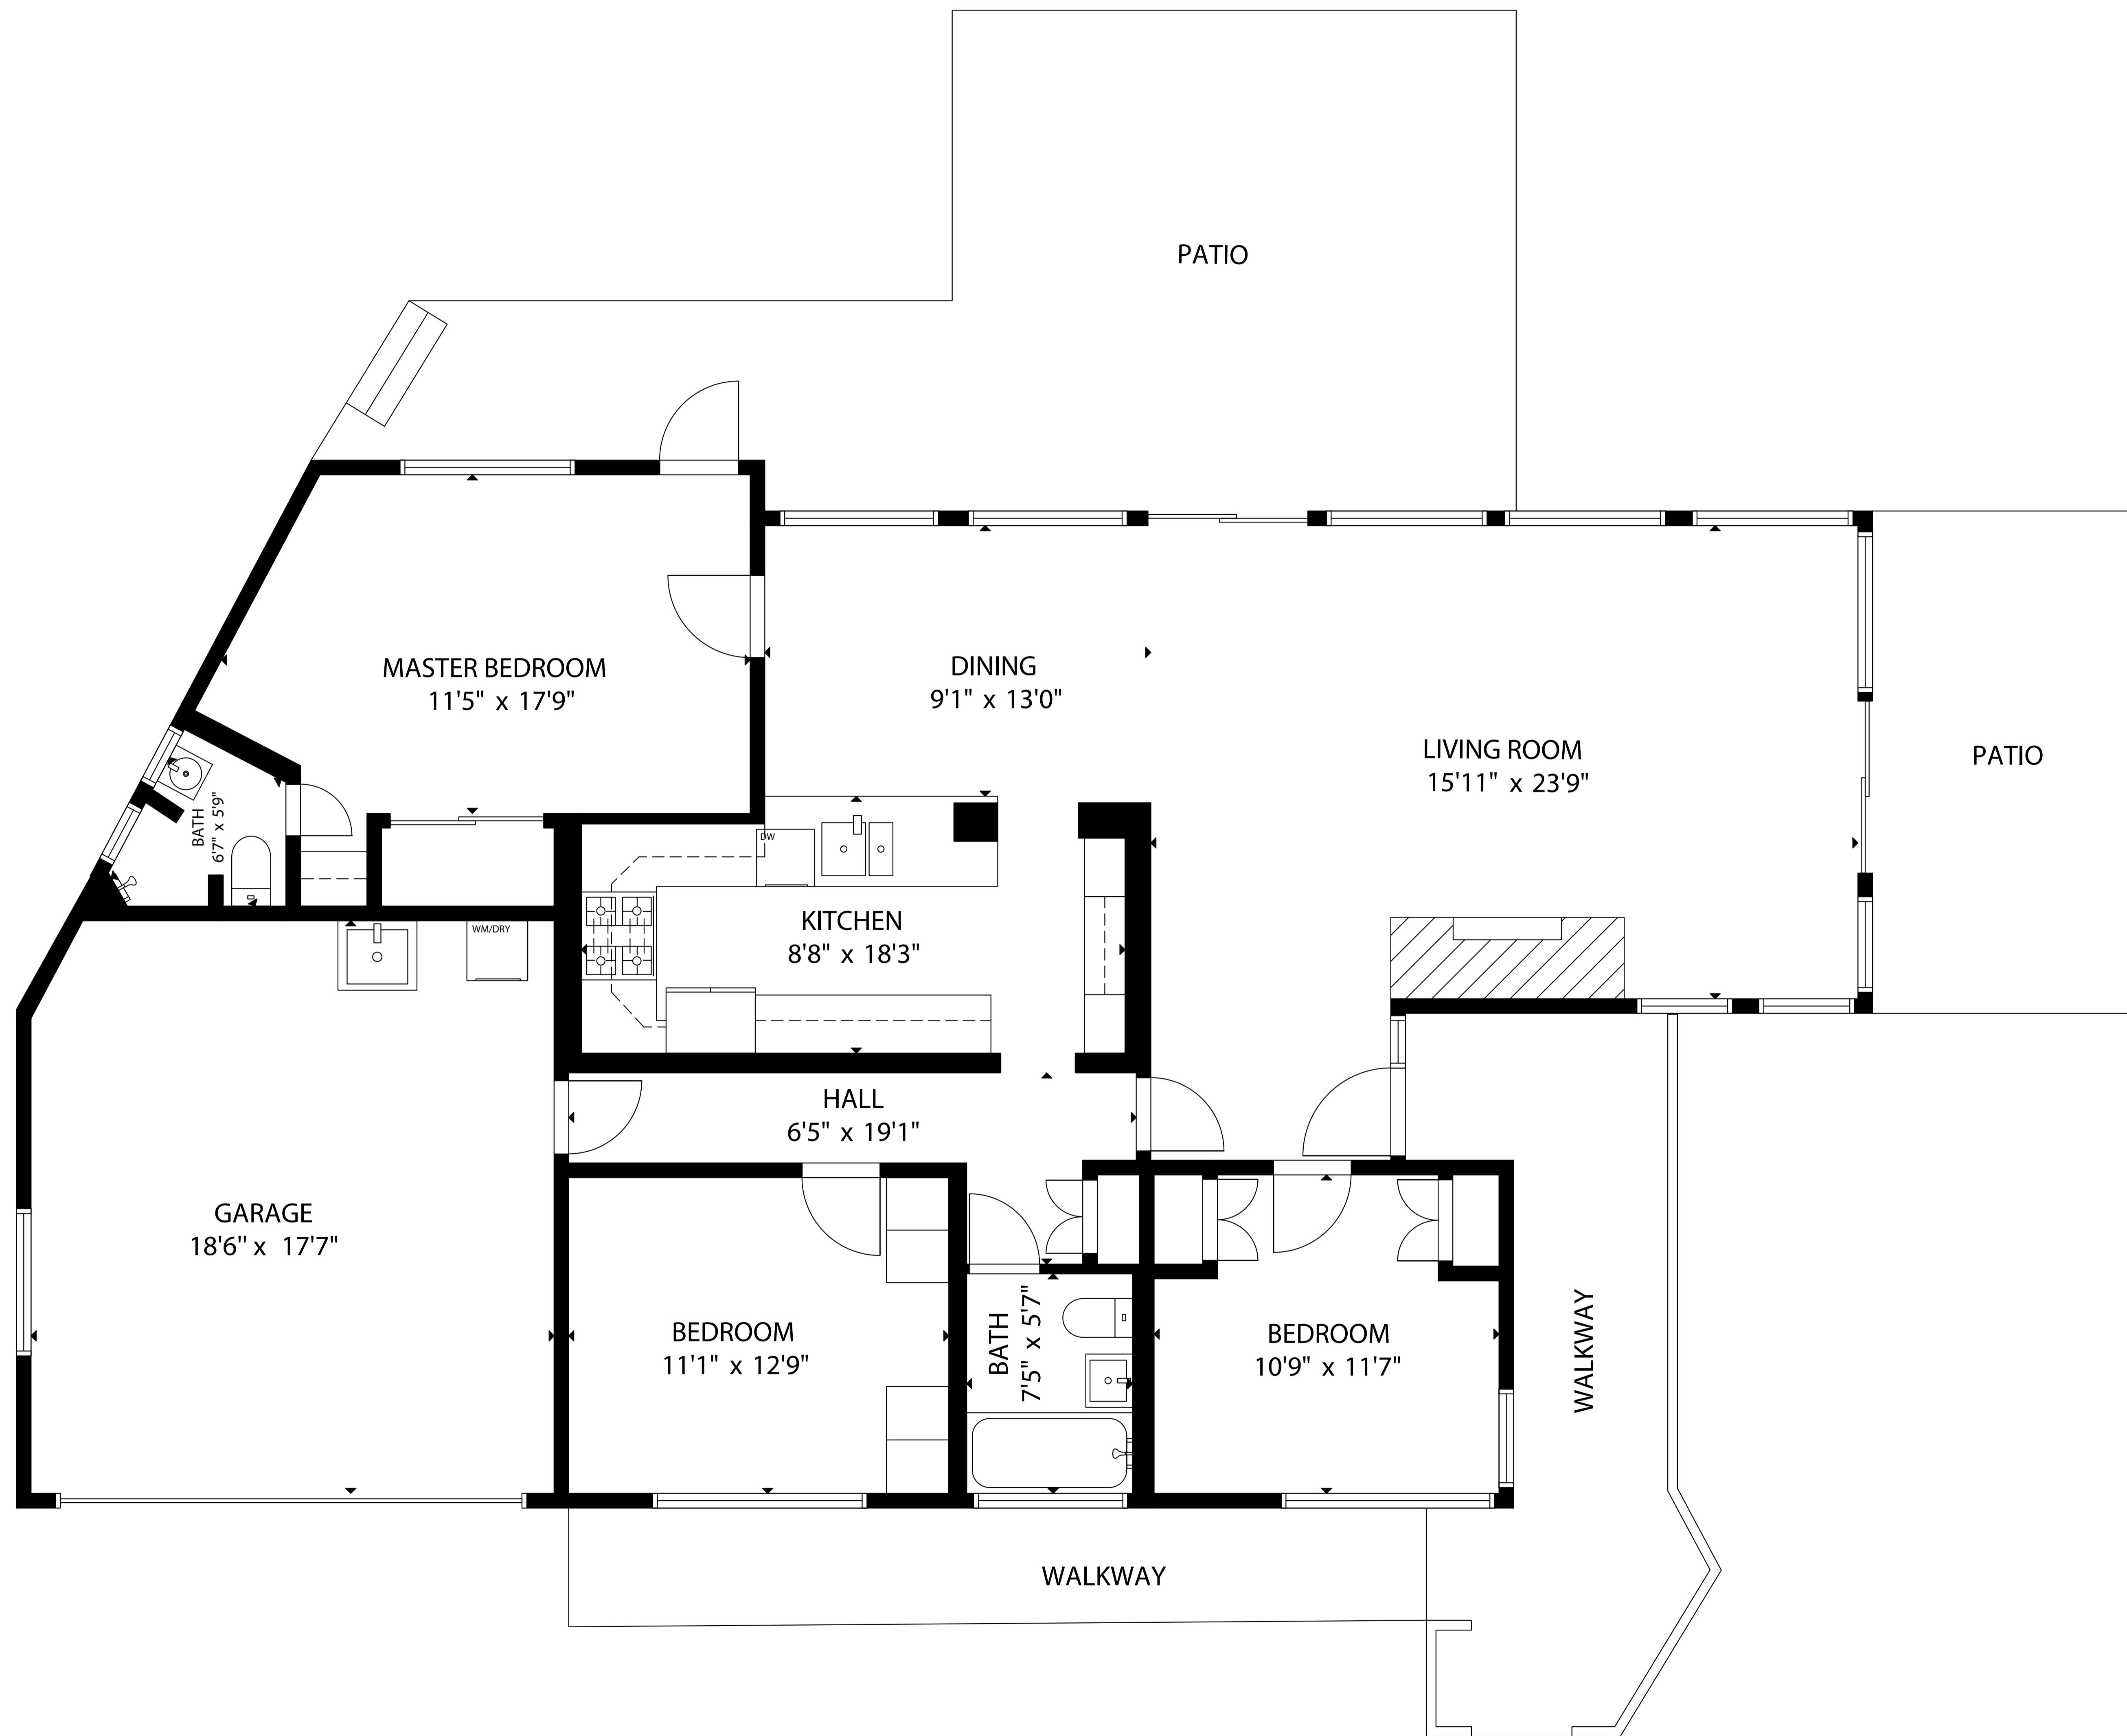 PATIO
MASTER BEDROOM
11'5" x 17'9"
DINING
9'1" x 13'0"
LIVING ROOM
15'11" x 23'9"
PATIO
BATH
6'7" x 5'9"
DW
KITCHEN
8'8" x 18'3"
WM/DRY
HALL
6'5" x 19'1"
GARAGE
18'6" x 17'7"
BEDROOM
11'1" x 12'9"
BATH
7'5" x 5'7"
BEDROOM
10'9" x 11'7"
WALKWAY
WALKWAY